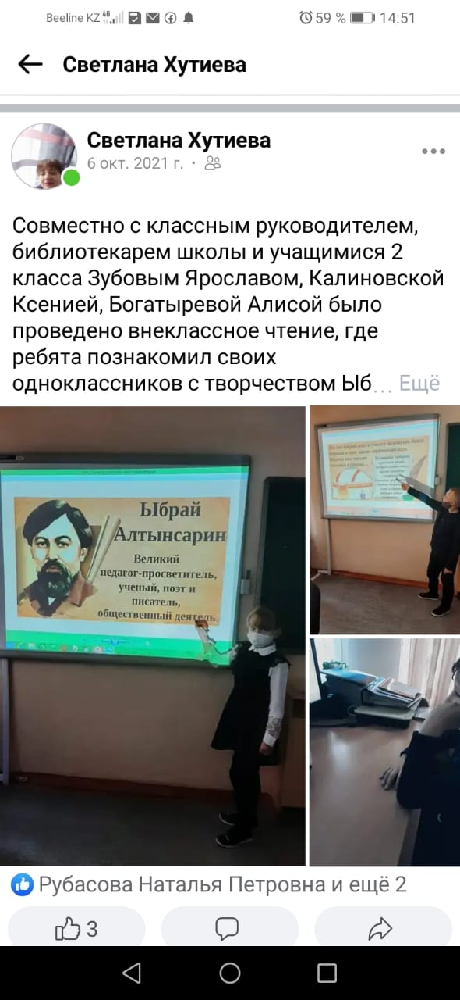 Beeline KZ 4G 59 % 14:51
Светлана Хутиева
Светлана Хутиева
6 окт. 2021 г. ·
Совместно с классным руководителем,
библиотекарем школы и учащимися 2
класса Зубовым Ярославом, Калиновской
Ксенией, Богатыревой Алисой было
проведено внеклассное чтение, где
ребята познакомил своих
одноклассников с творчеством Ыб... Ещё
Ыбрай
Алтынсарин
Великий
педагог-просветитель,
ученый, поэт и
писатель,
общественный деятель
Рубасова Наталья Петровна и ещё 2
3